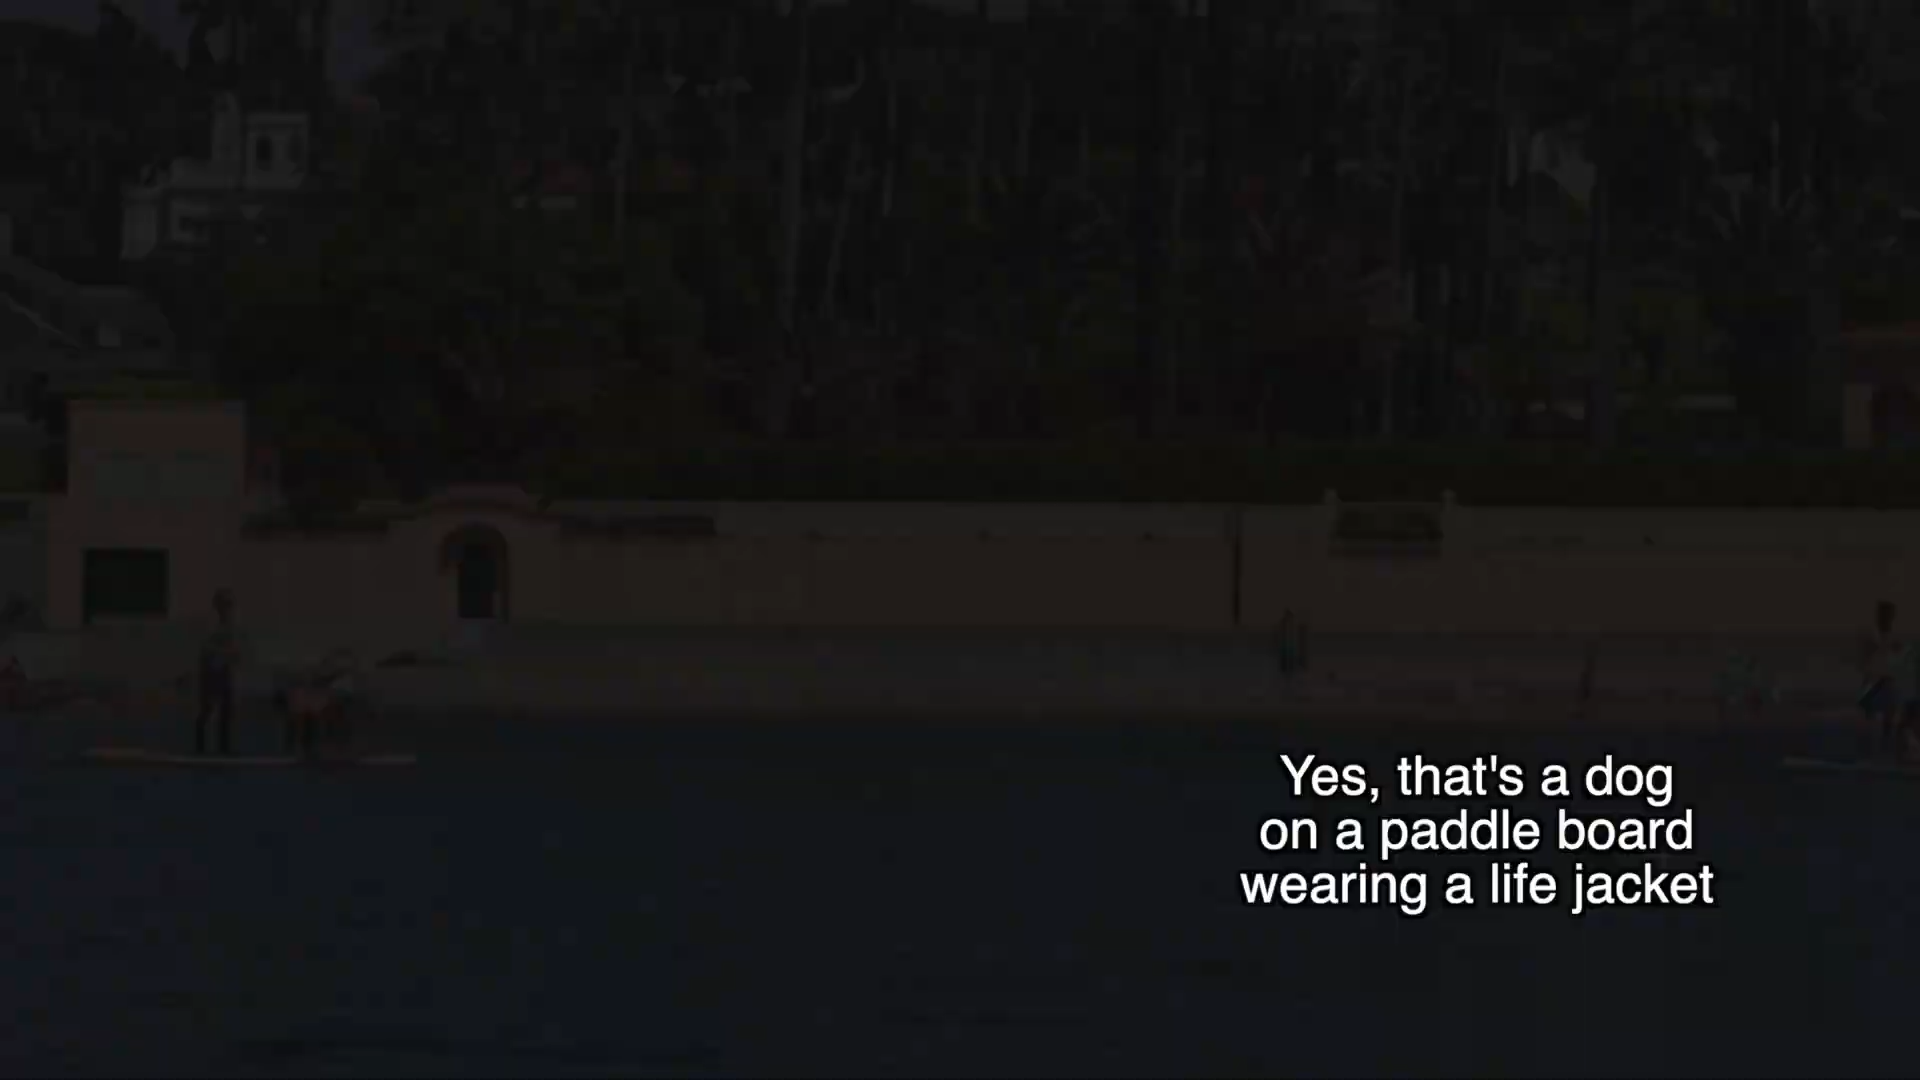 Yes, that's a dog
on a paddle board
wearing a life jacket